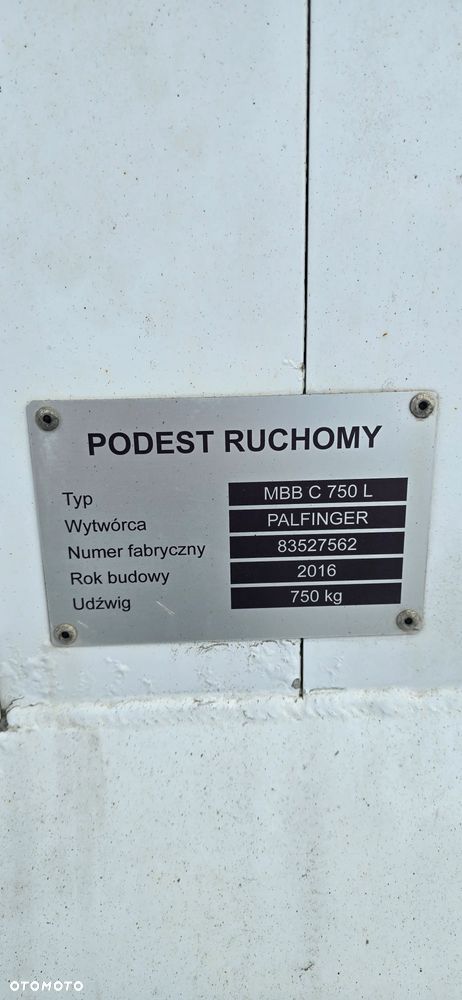 PODEST RUCHOMY
Typ MBB C 750 L
Wytwórca PALFINGER
Numer fabryczny 83527562
Rok budowy 2016
Udźwig 750 kg
OTOMOTO